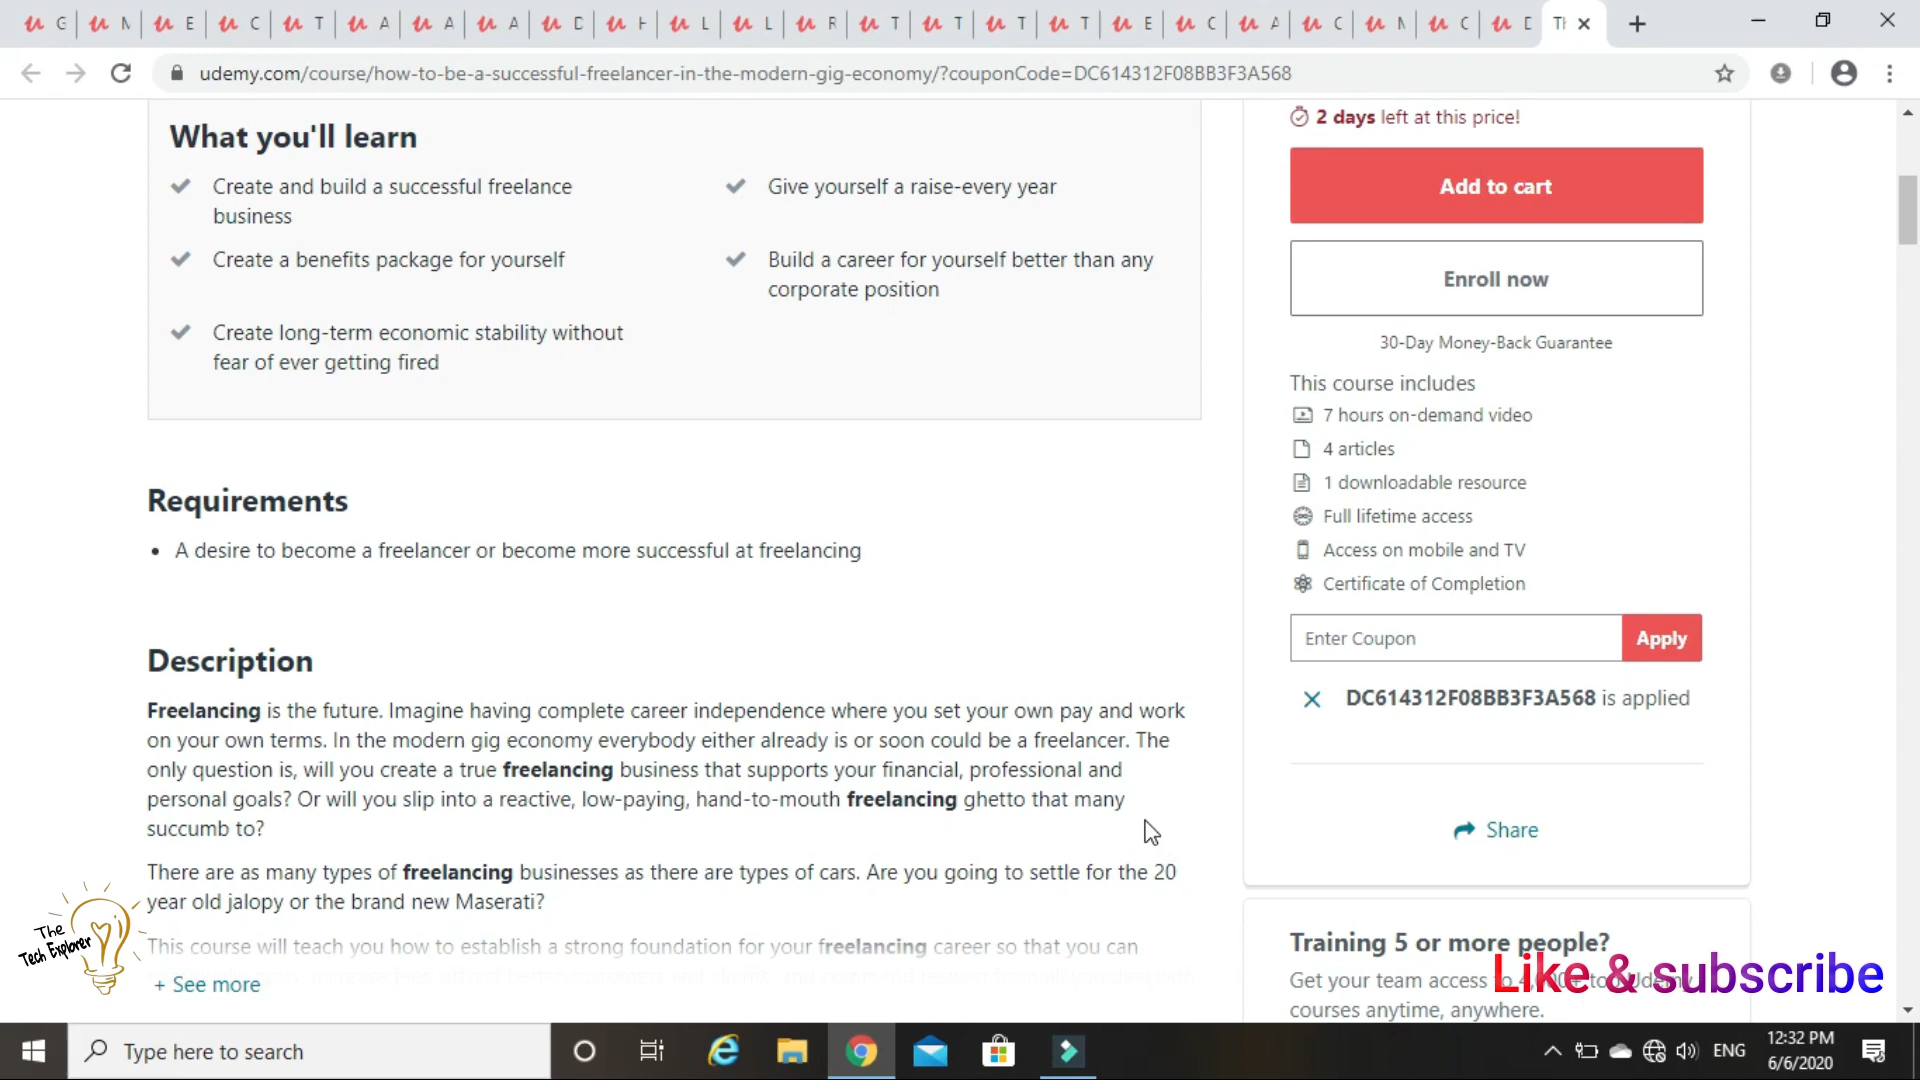 G M E C T A A A D H L L R T T T T E C A C M C D Th
udemy.com/course/how-to-be-a-successful-freelancer-in-the-modern-gig-economy/?couponCode=DC614312F08BB3F3A568
What you'll learn
Create and build a successful freelance
business
Give yourself a raise-every year
Create a benefits package for yourself
Build a career for yourself better than any
corporate position
Create long-term economic stability without
fear of ever getting fired
Requirements
A desire to become a freelancer or become more successful at freelancing
Description
Freelancing is the future. Imagine having complete career independence where you set your own pay and work
on your own terms. In the modern gig economy everybody either already is or soon could be a freelancer. The
only question is, will you create a true freelancing business that supports your financial, professional and
personal goals? Or will you slip into a reactive, low-paying, hand-to-mouth freelancing ghetto that many
succumb to?
There are as many types of freelancing businesses as there are types of cars. Are you going to settle for the 20
year old jalopy or the brand new Maserati?
This course will teach you how to establish a strong foundation for your freelancing career so that you can
+ See more
2 days left at this price!
Add to cart
Enroll now
30-Day Money-Back Guarantee
This course includes
7 hours on-demand video
4 articles
1 downloadable resource
Full lifetime access
Access on mobile and TV
Certificate of Completion
Enter Coupon
Apply
DC614312F08BB3F3A568 is applied
Share
Training 5 or more people?
Get your team access to 4,000+ top Udemy
courses anytime, anywhere.
Like & subscribe
The
Tech Explorer
Type here to search
ENG
12:32 PM
6/6/2020